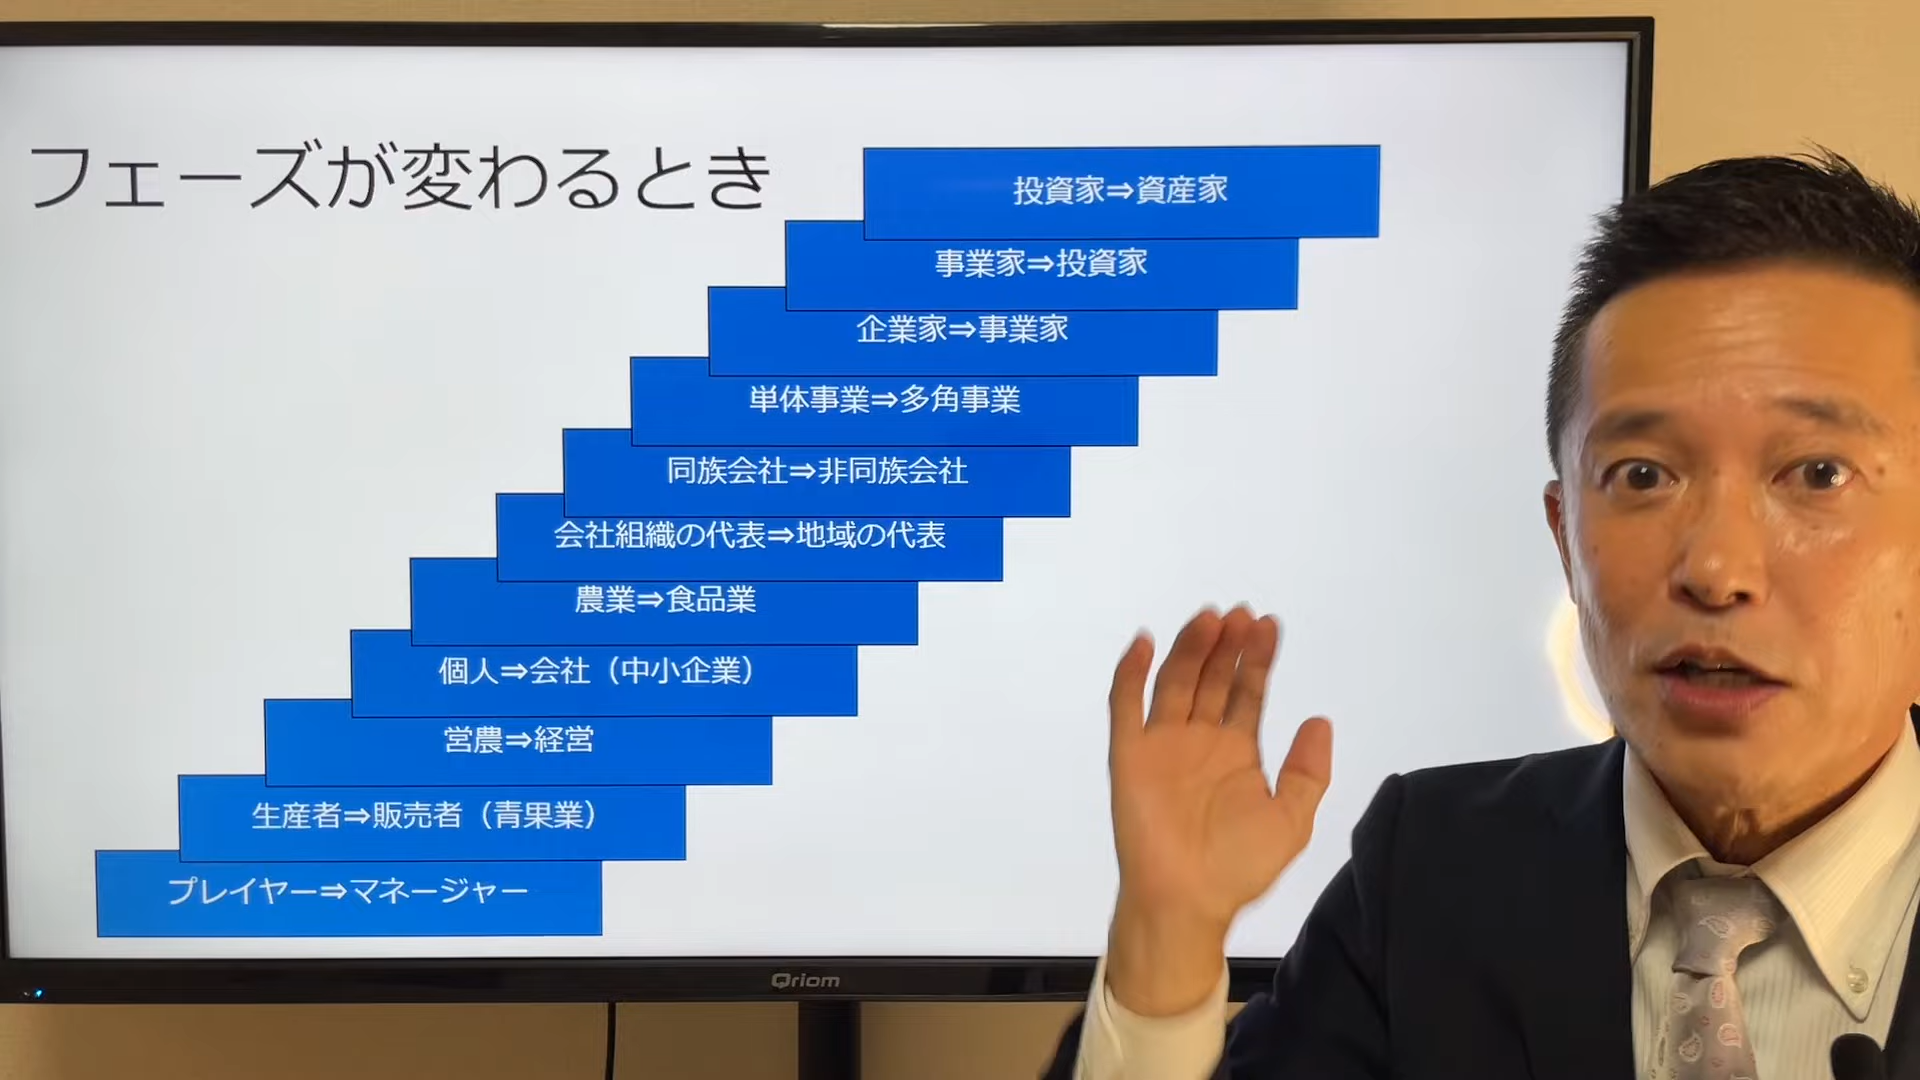 フェーズが変わるとき
投資家⇒資産家
事業家⇒投資家
企業家⇒事業家
単体事業⇒多角事業
同族会社⇒非同族会社
会社組織の代表⇒地域の代表
農業⇒食品業
個人⇒会社（中小企業）
営農⇒経営
生産者⇒販売者（青果業）
プレイヤー⇒マネージャー
Qriom